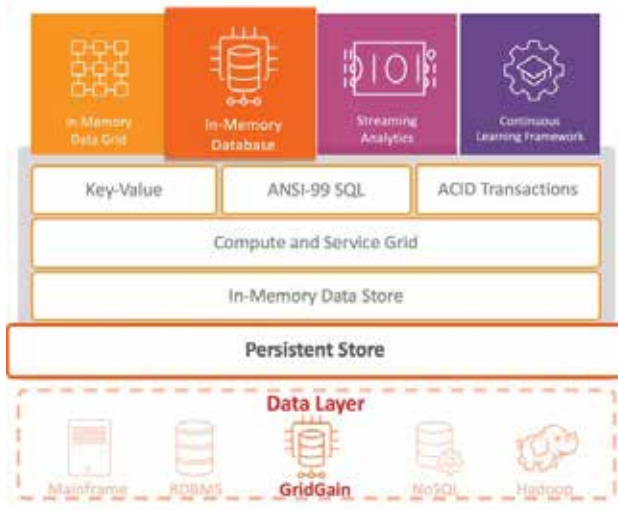 In-Memory
Data Grid
In-Memory
Database
Streaming
Analytics
Continuous
Learning Framework
Key-Value
ANSI-99 SQL
ACID Transactions
Compute and Service Grid
In-Memory Data Store
Persistent Store
Data Layer
Mainframe
RDBMS
GridGain
NoSQL
Hadoop